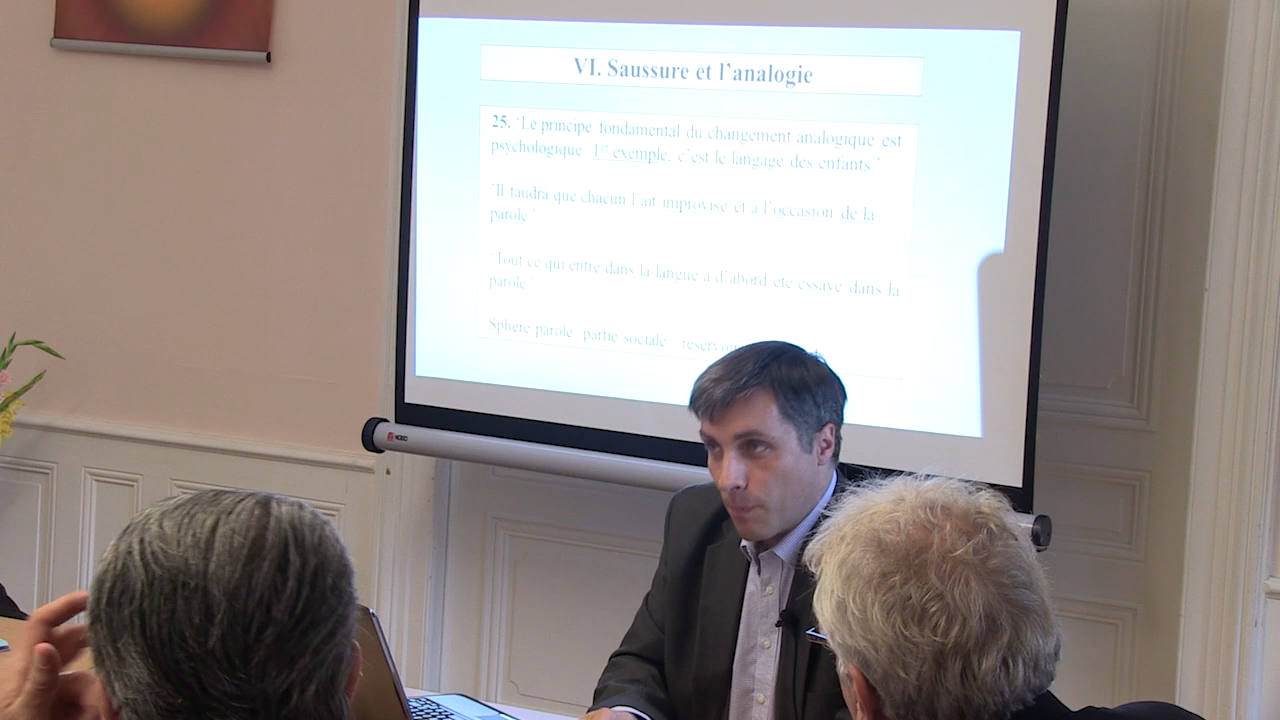 VI. Saussure et l'analogie
25. 'Le principe fondamental du changement analogique est
psychologique. 1er exemple, c'est le langage des enfants.'
'Il faudra que chacun l'ait improvisé et à l'occasion de la
parole.'
'Tout ce qui entre dans la langue a d'abord été essayé dans la
parole.'
Sphère parole partie sociale
NOBO